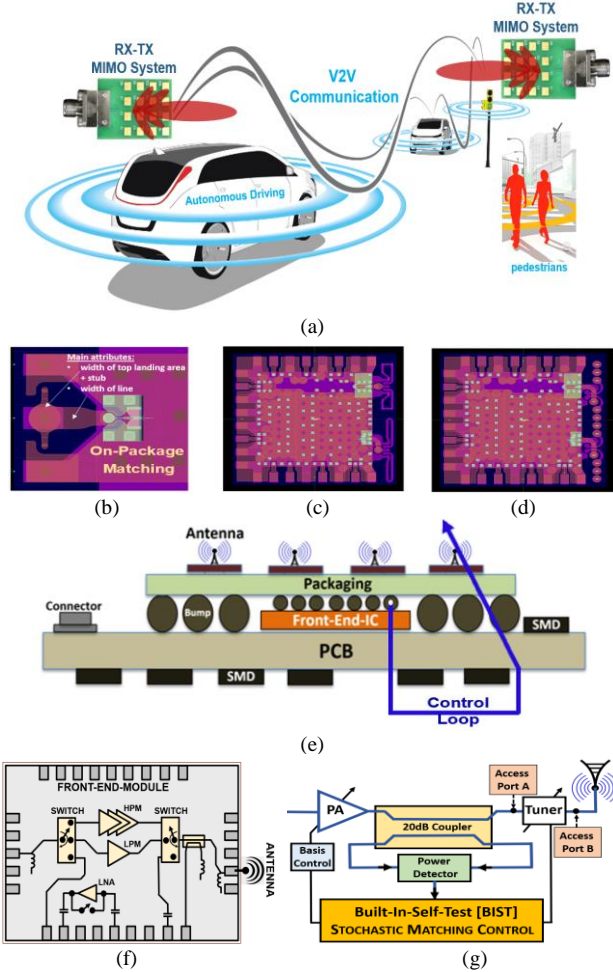 RX-TX
MIMO System
RX-TX
MIMO System
V2V
Communication
Autonomous Driving
pedestrians
(a)
Main attributes:
• width of top landing area
+ stub
• width of line
On-Package
Matching
(b)
(c)
(d)
Antenna
Packaging
Connector
Bump
Front-End-IC
SMD
PCB
SMD
Control
Loop
(e)
FRONT-END-MODULE
SWITCH
HPM
SWITCH
LPM
LNA
ANTENNA
(f)
Access
Port A
PA
Tuner
20dB Coupler
Access
Port B
Basis
Control
Power
Detector
Built-In-Self-Test [BIST]
STOCHASTIC MATCHING CONTROL
(g)